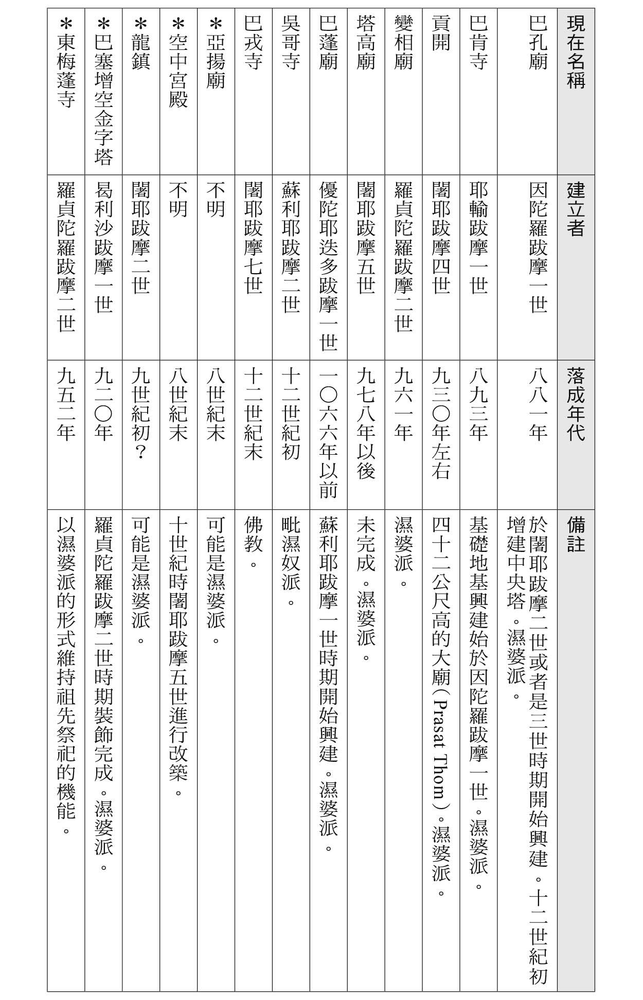 現在名稱
建立者
落成年代
備註
巴孔廟
因陀羅跋摩一世
八八一年
於闍耶跋摩二世或者是三世時期開始興建。十二世紀初
增建中央塔。濕婆派。
巴肯寺
耶輸跋摩一世
八九三年
基礎地基興建始於因陀羅跋摩一世。濕婆派。
貢開
闍耶跋摩四世
九三〇年左右
四十二公尺高的大廟(Prasat Thom)。濕婆派。
變相廟
羅貞陀羅跋摩二世
九六一年
濕婆派。
塔高廟
闍耶跋摩五世
九七八年以後
未完成。濕婆派。
巴蓬廟
優陀耶迭多跋摩一世
一〇六六年以前
蘇利耶跋摩一世時期開始興建。濕婆派。
吳哥寺
蘇利耶跋摩二世
十二世紀初
毗濕奴派。
巴戎寺
闍耶跋摩七世
十二世紀末
佛教。
＊亞揚廟
不明
八世紀末
可能是濕婆派。
＊空中宮殿
不明
八世紀末
十世紀時闍耶跋摩五世進行改築。
＊龍鎮
闍耶跋摩二世
九世紀初？
可能是濕婆派。
＊巴塞增空金字塔
曷利沙跋摩一世
九二〇年
羅貞陀羅跋摩二世時期裝飾完成。濕婆派。
＊東梅蓬寺
羅貞陀羅跋摩二世
九五二年
以濕婆派的形式維持祖先祭祀的機能。